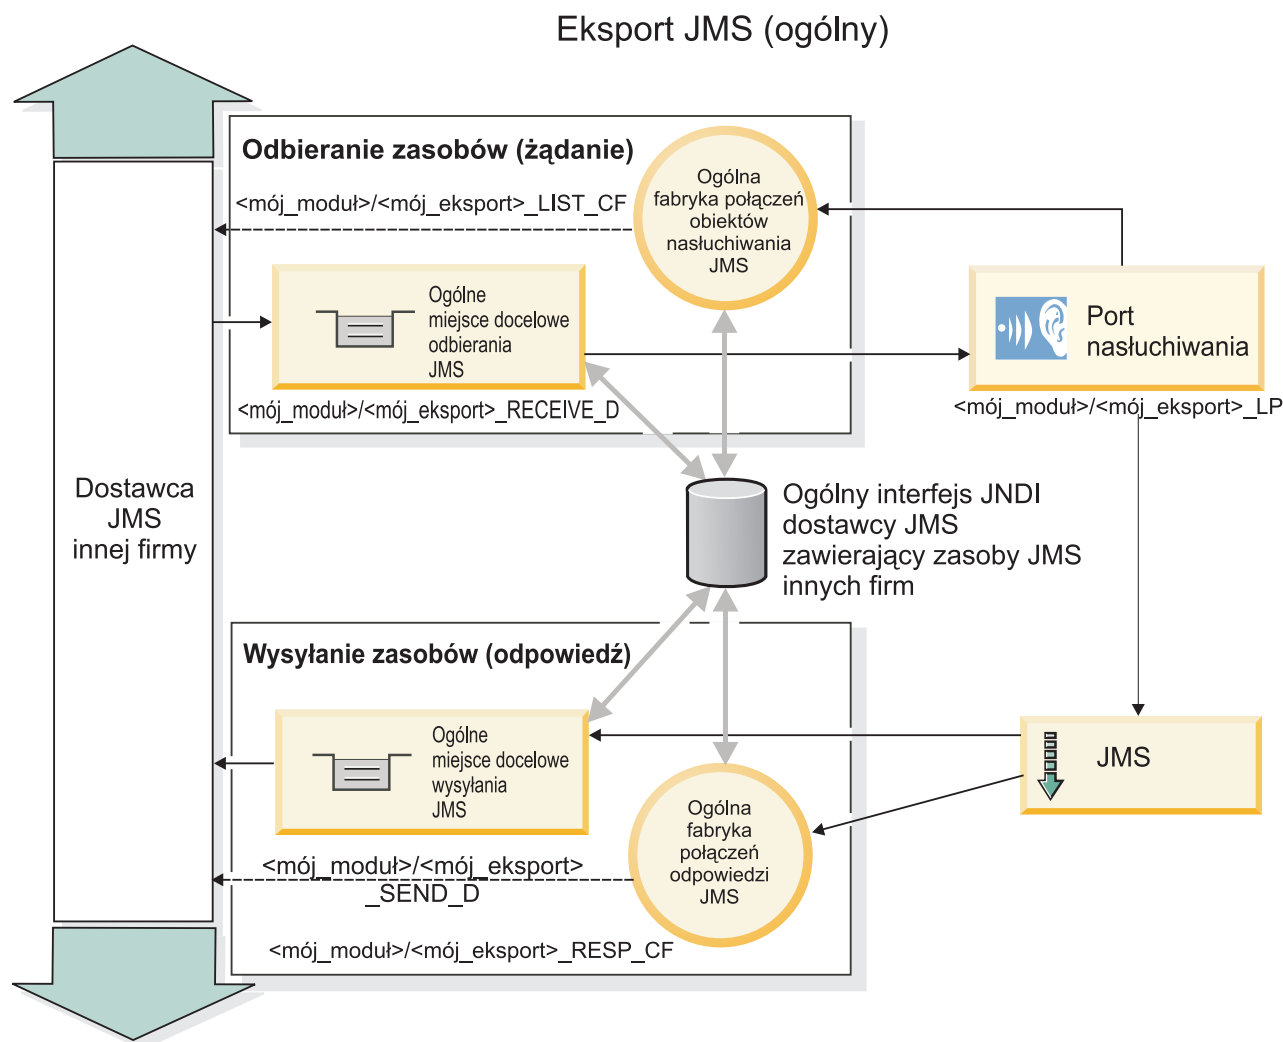 Eksport JMS (ogólny)
Odbieranie zasobów (żądanie)
<mój_moduł>/<mój_eksport>_LIST_CF
Ogólna
fabryka połączeń
obiektów
nasłuchiwania
JMS
Ogólne
miejsce docelowe
odbierania
JMS
<mój_moduł>/<mój_eksport>_RECEIVE_D
Port
nasłuchiwania
<mój_moduł>/<mój_eksport>_LP
Dostawca
JMS
innej firmy
Ogólny interfejs JNDI
dostawcy JMS
zawierający zasoby JMS
innych firm
Wysyłanie zasobów (odpowiedź)
Ogólne
miejsce docelowe
wysyłania
JMS
JMS
Ogólna
fabryka
połączeń
odpowiedzi
JMS
<mój_moduł>/<mój_eksport>
_SEND_D
<mój_moduł>/<mój_eksport>_RESP_CF